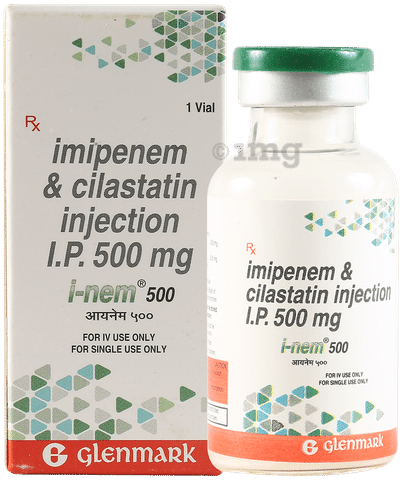 1 Vial
Rx
imipenem
& cilastatin
injection
I.P. 500 mg
i-nem® 500
आयनेम ५००
FOR IV USE ONLY
FOR SINGLE USE ONLY
G glenmark
1mg
Rx
imipenem &
cilastatin injection
I.P. 500 mg
i-nem® 500
आयनेम ५००
FOR IV USE ONLY
FOR SINGLE USE ONLY
G glenmark